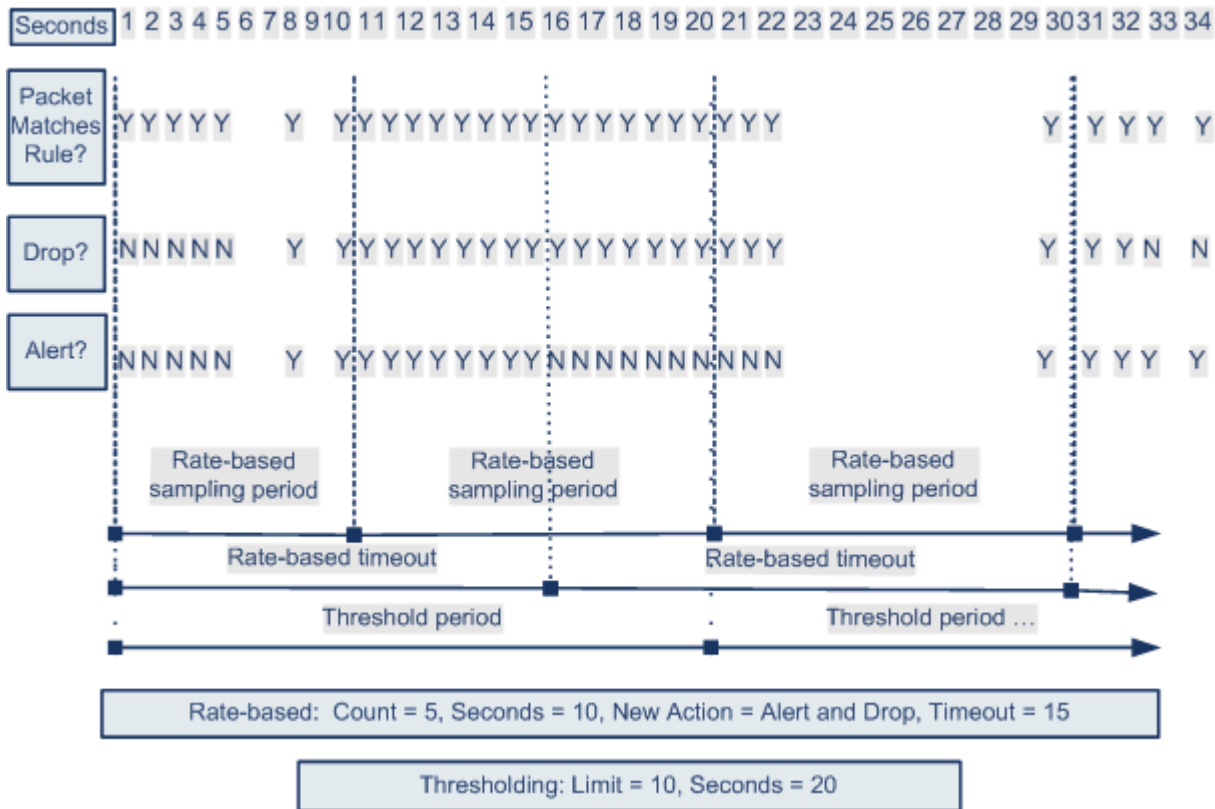 Seconds 1 2 3 4 5 6 7 8 9 10 11 12 13 14 15 16 17 18 19 20 21 22 23 24 25 26 27 28 29 30 31 32 33 34
Packet
Matches
Rule?
Y Y Y Y Y Y Y Y Y Y Y Y Y Y Y Y Y Y Y Y Y Y Y Y Y Y Y Y Y Y
Drop?
N N N N N Y Y Y Y Y Y Y Y Y Y Y Y Y Y Y Y Y Y Y Y Y Y Y N N
Alert?
N N N N N Y Y Y Y Y Y Y Y Y Y N N N N N N N N N N Y Y Y Y Y
Rate-based
sampling period
Rate-based
sampling period
Rate-based
sampling period
Rate-based timeout
Rate-based timeout
Threshold period
Threshold period ...
Rate-based: Count = 5, Seconds = 10, New Action = Alert and Drop, Timeout = 15
Thresholding: Limit = 10, Seconds = 20